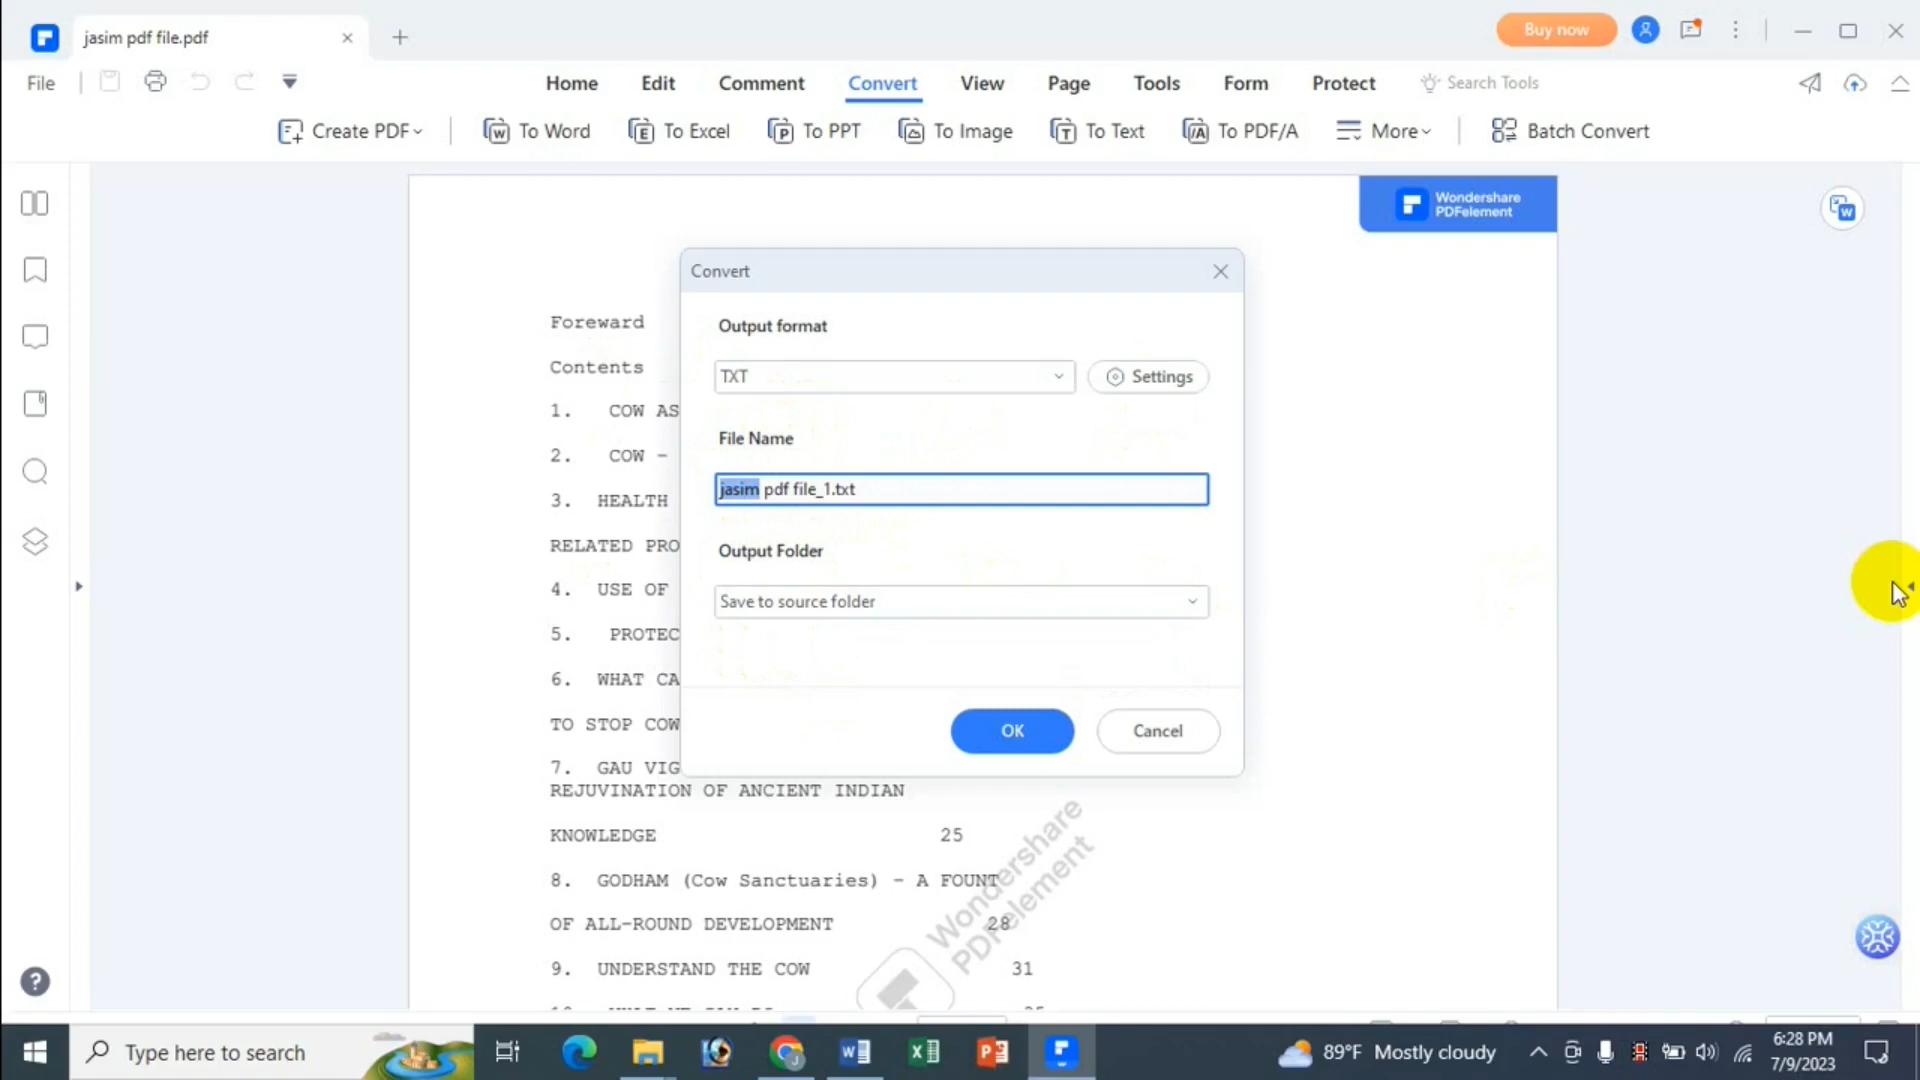 jasim pdf file.pdf
Buy now
File
Home
Edit
Comment
Convert
View
Page
Tools
Form
Protect
Search Tools
Create PDF
To Word
To Excel
To PPT
To Image
To Text
To PDF/A
More
Batch Convert
Wondershare
PDFelement
Convert
Output format
TXT
Settings
File Name
jasim pdf file_1.txt
Output Folder
Save to source folder
OK
Cancel
Foreward
Contents
1. COW AS
2. COW -
3. HEALTH
RELATED PRO
4. USE OF
5. PROTEC
6. WHAT CA
TO STOP COW
7. GAU VIG
REJUVINATION OF ANCIENT INDIAN
KNOWLEDGE 25
8. GODHAM (Cow Sanctuaries) - A FOUNT
OF ALL-ROUND DEVELOPMENT 28
9. UNDERSTAND THE COW 31
Wondershare
PDFelement
Type here to search
89°F Mostly cloudy
6:28 PM
7/9/2023